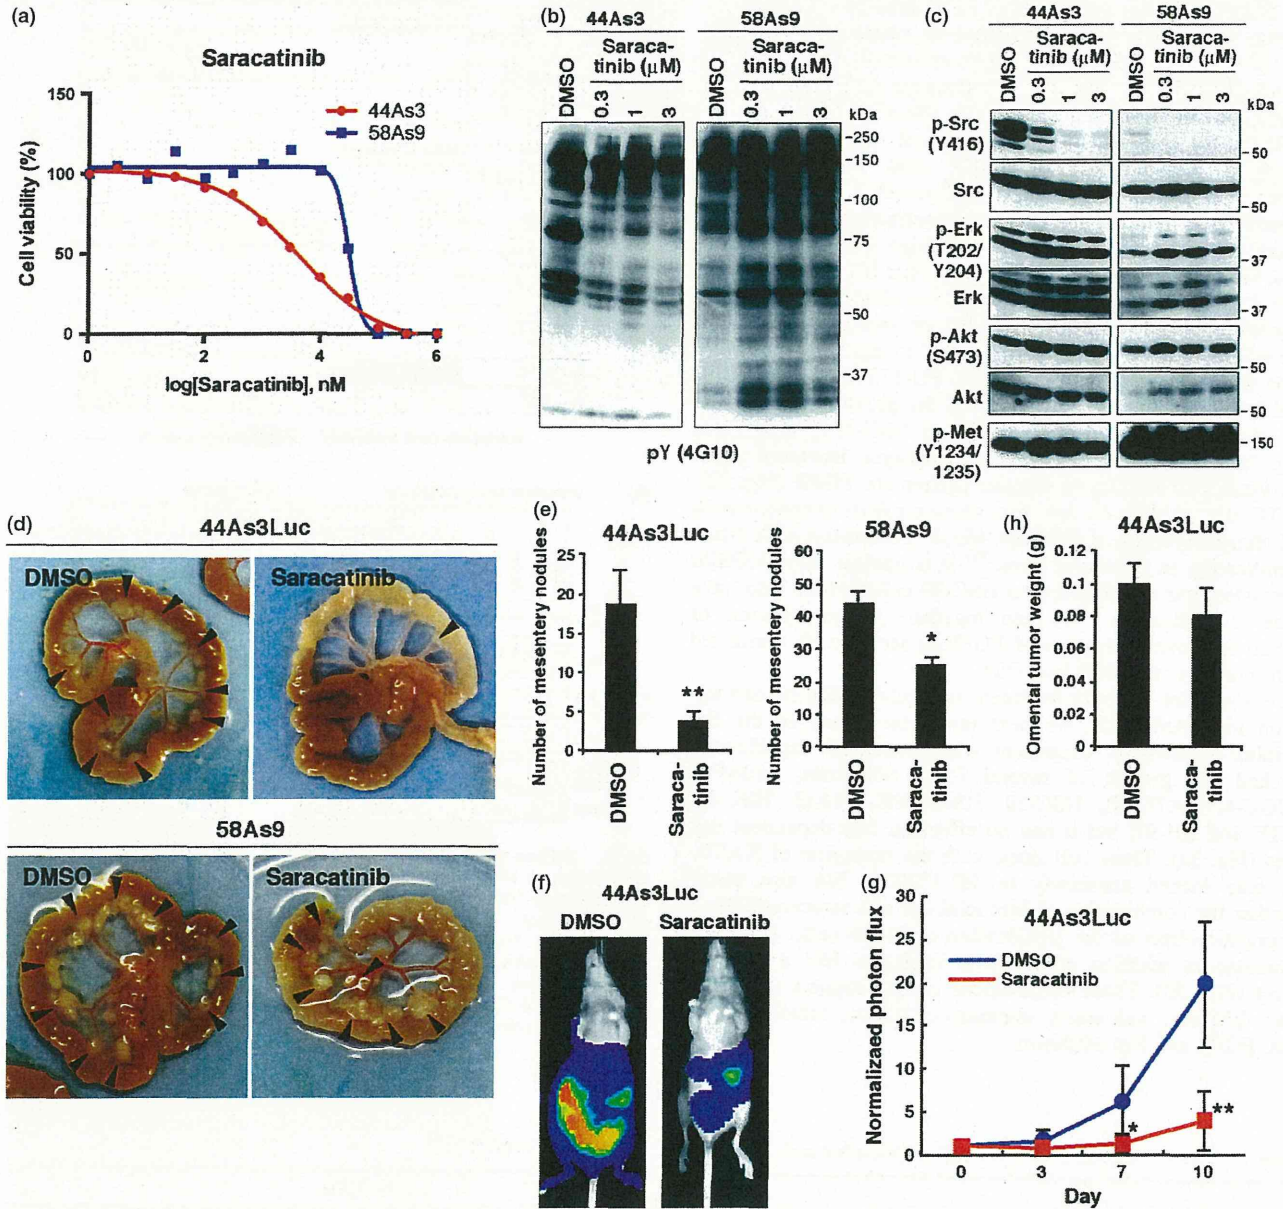 (a)
Saracatinib
150
100
50
0
Cell viability (%)
44As3
58As9
0 2 4 6
log[Saracatinib], nM
(b)
44As3 58As9
DMSO
Saraca-
tinib (μM)
0.3 1 3
DMSO
Saraca-
tinib (μM)
0.3 1 3
kDa
-250
-150
-100
-75
-50
-37
pY (4G10)
(c)
44As3 58As9
DMSO
Saraca-
tinib (μM)
0.3 1 3
DMSO
Saraca-
tinib (μM)
0.3 1 3
kDa
p-Src
(Y416)
- 50
Src
- 50
p-Erk
(T202/
Y204)
- 37
Erk
- 37
p-Akt
(S473)
- 50
Akt
- 50
p-Met
(Y1234/
1235)
- 150
(d)
44As3Luc
DMSO Saracatinib
58As9
DMSO Saracatinib
(e)
44As3Luc
Number of mesentery nodules
25
20
15
10
5
0
**
DMSO
Saraca-
tinib
58As9
Number of mesentery nodules
60
50
40
30
20
10
0
*
DMSO
Saraca-
tinib
(h)
44As3Luc
Omental tumor weight (g)
0.12
0.1
0.08
0.06
0.04
0.02
0
DMSO
Saraca-
tinib
(f)
44As3Luc
DMSO Saracatinib
(g)
44As3Luc
Normalizaed photon flux
30
25
20
15
10
5
0
DMSO
Saracatinib
*
**
0 3 7 10
Day